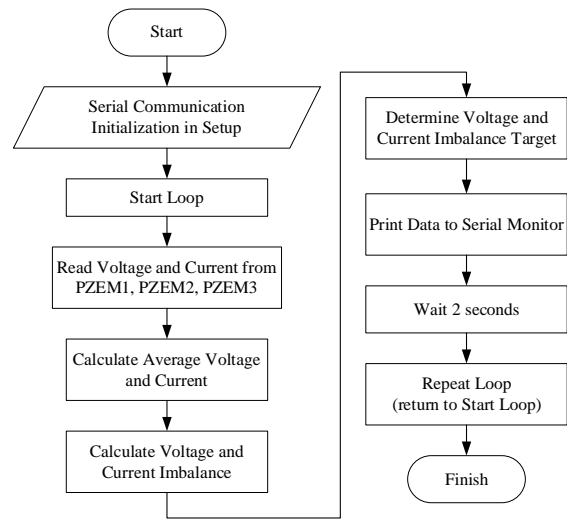 Start
Serial Communication
Initialization in Setup
Start Loop
Read Voltage and Current from
PZEM1, PZEM2, PZEM3
Calculate Average Voltage
and Current
Calculate Voltage and
Current Imbalance
Determine Voltage and
Current Imbalance Target
Print Data to Serial Monitor
Wait 2 seconds
Repeat Loop
(return to Start Loop)
Finish